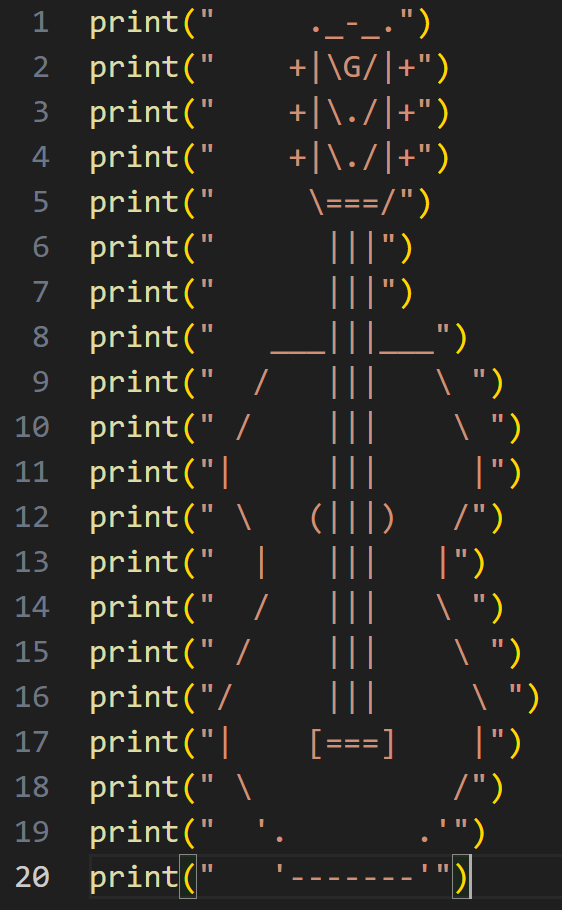 1 print("     ._-_.")
2 print("    +|\G/|+")
3 print("    +|\./|+")
4 print("    +|\./|+")
5 print("     \===/")
6 print("      |||")
7 print("      |||")
8 print("   ___|||___")
9 print("  /   |||   \ ")
10 print(" /    |||    \ ")
11 print("|     |||     |")
12 print(" \   (|||)   /")
13 print("  |   |||   |")
14 print("  /   |||   \ ")
15 print(" /    |||    \ ")
16 print("/     |||     \ ")
17 print("|    [===]    |")
18 print(" \           /")
19 print("  '.       .'")
20 print("   '-------'")